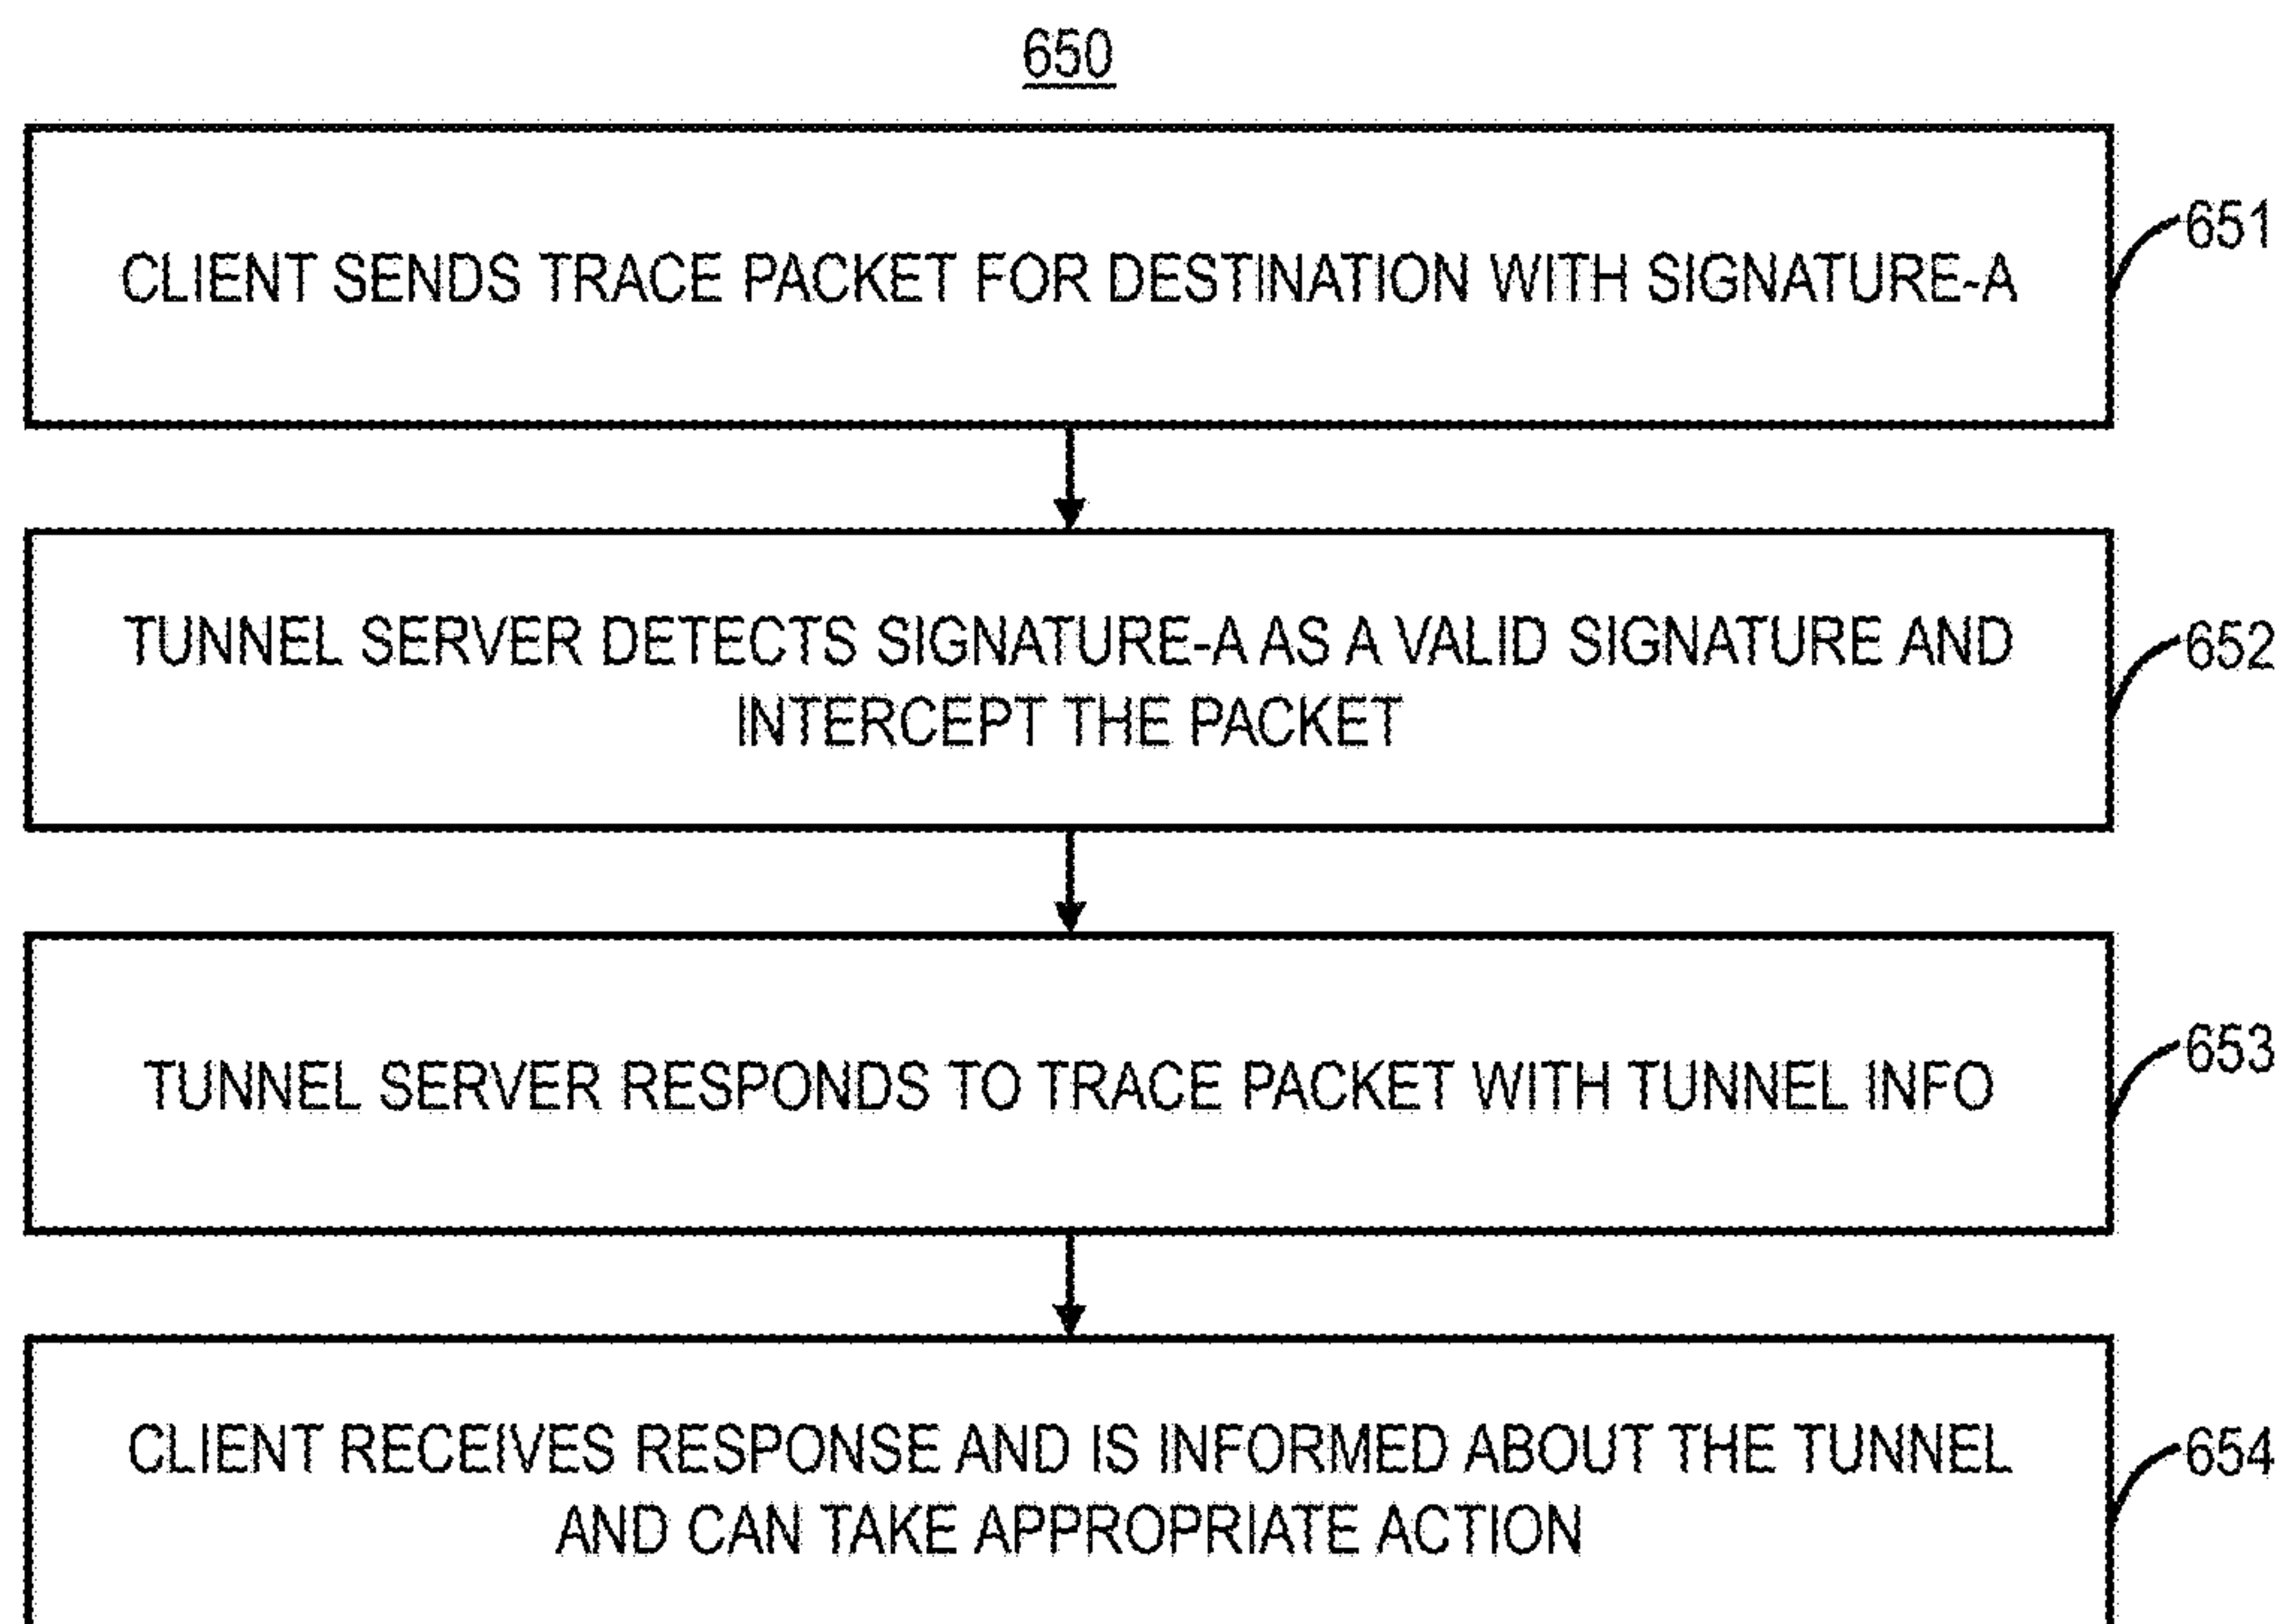 650
CLIENT SENDS TRACE PACKET FOR DESTINATION WITH SIGNATURE-A
651
TUNNEL SERVER DETECTS SIGNATURE-A AS A VALID SIGNATURE AND
INTERCEPT THE PACKET
652
TUNNEL SERVER RESPONDS TO TRACE PACKET WITH TUNNEL INFO
653
CLIENT RECEIVES RESPONSE AND IS INFORMED ABOUT THE TUNNEL
AND CAN TAKE APPROPRIATE ACTION
654